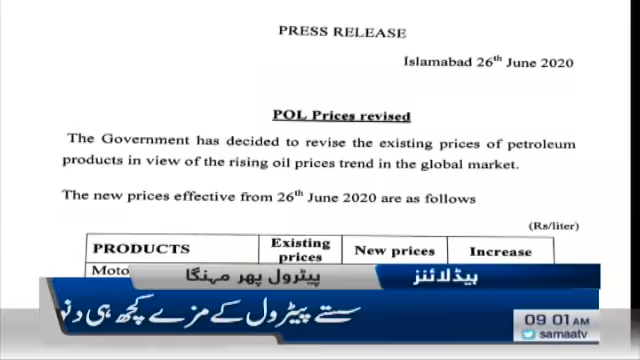 PRESS RELEASE
Islamabad 26th June 2020
POL Prices revised
The Government has decided to revise the existing prices of petroleum
products in view of the rising oil prices trend in the global market.
The new prices effective from 26th June 2020 are as follows
(Rs/liter)
PRODUCTS Existing prices New prices Increase
پیٹرول پھر مہنگا
ہیڈلائنز
سستے پیٹرول کے مزے کچھ ہی
09:01 AM
samaatv